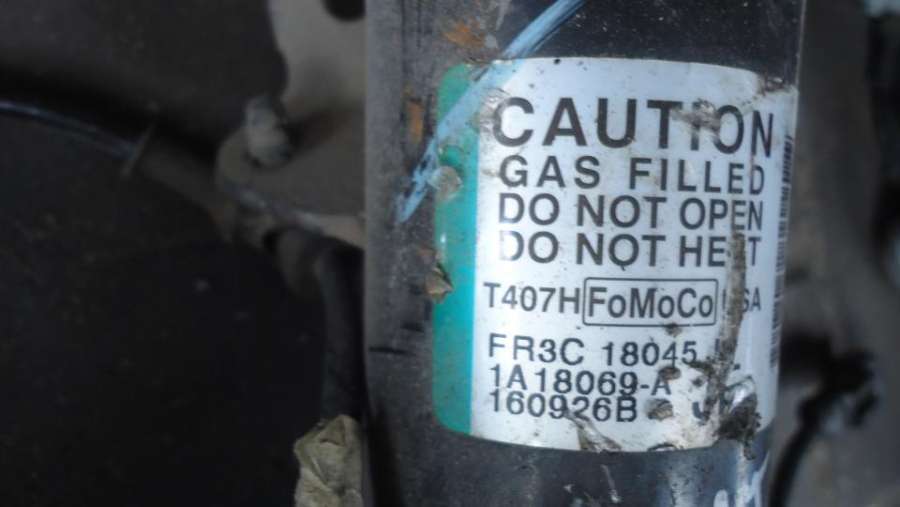 CAUTION
GAS FILLED
DO NOT OPEN
DO NOT HEAT
T407H FoMoCo USA
FR3C 18045
1A18069-A
160926B